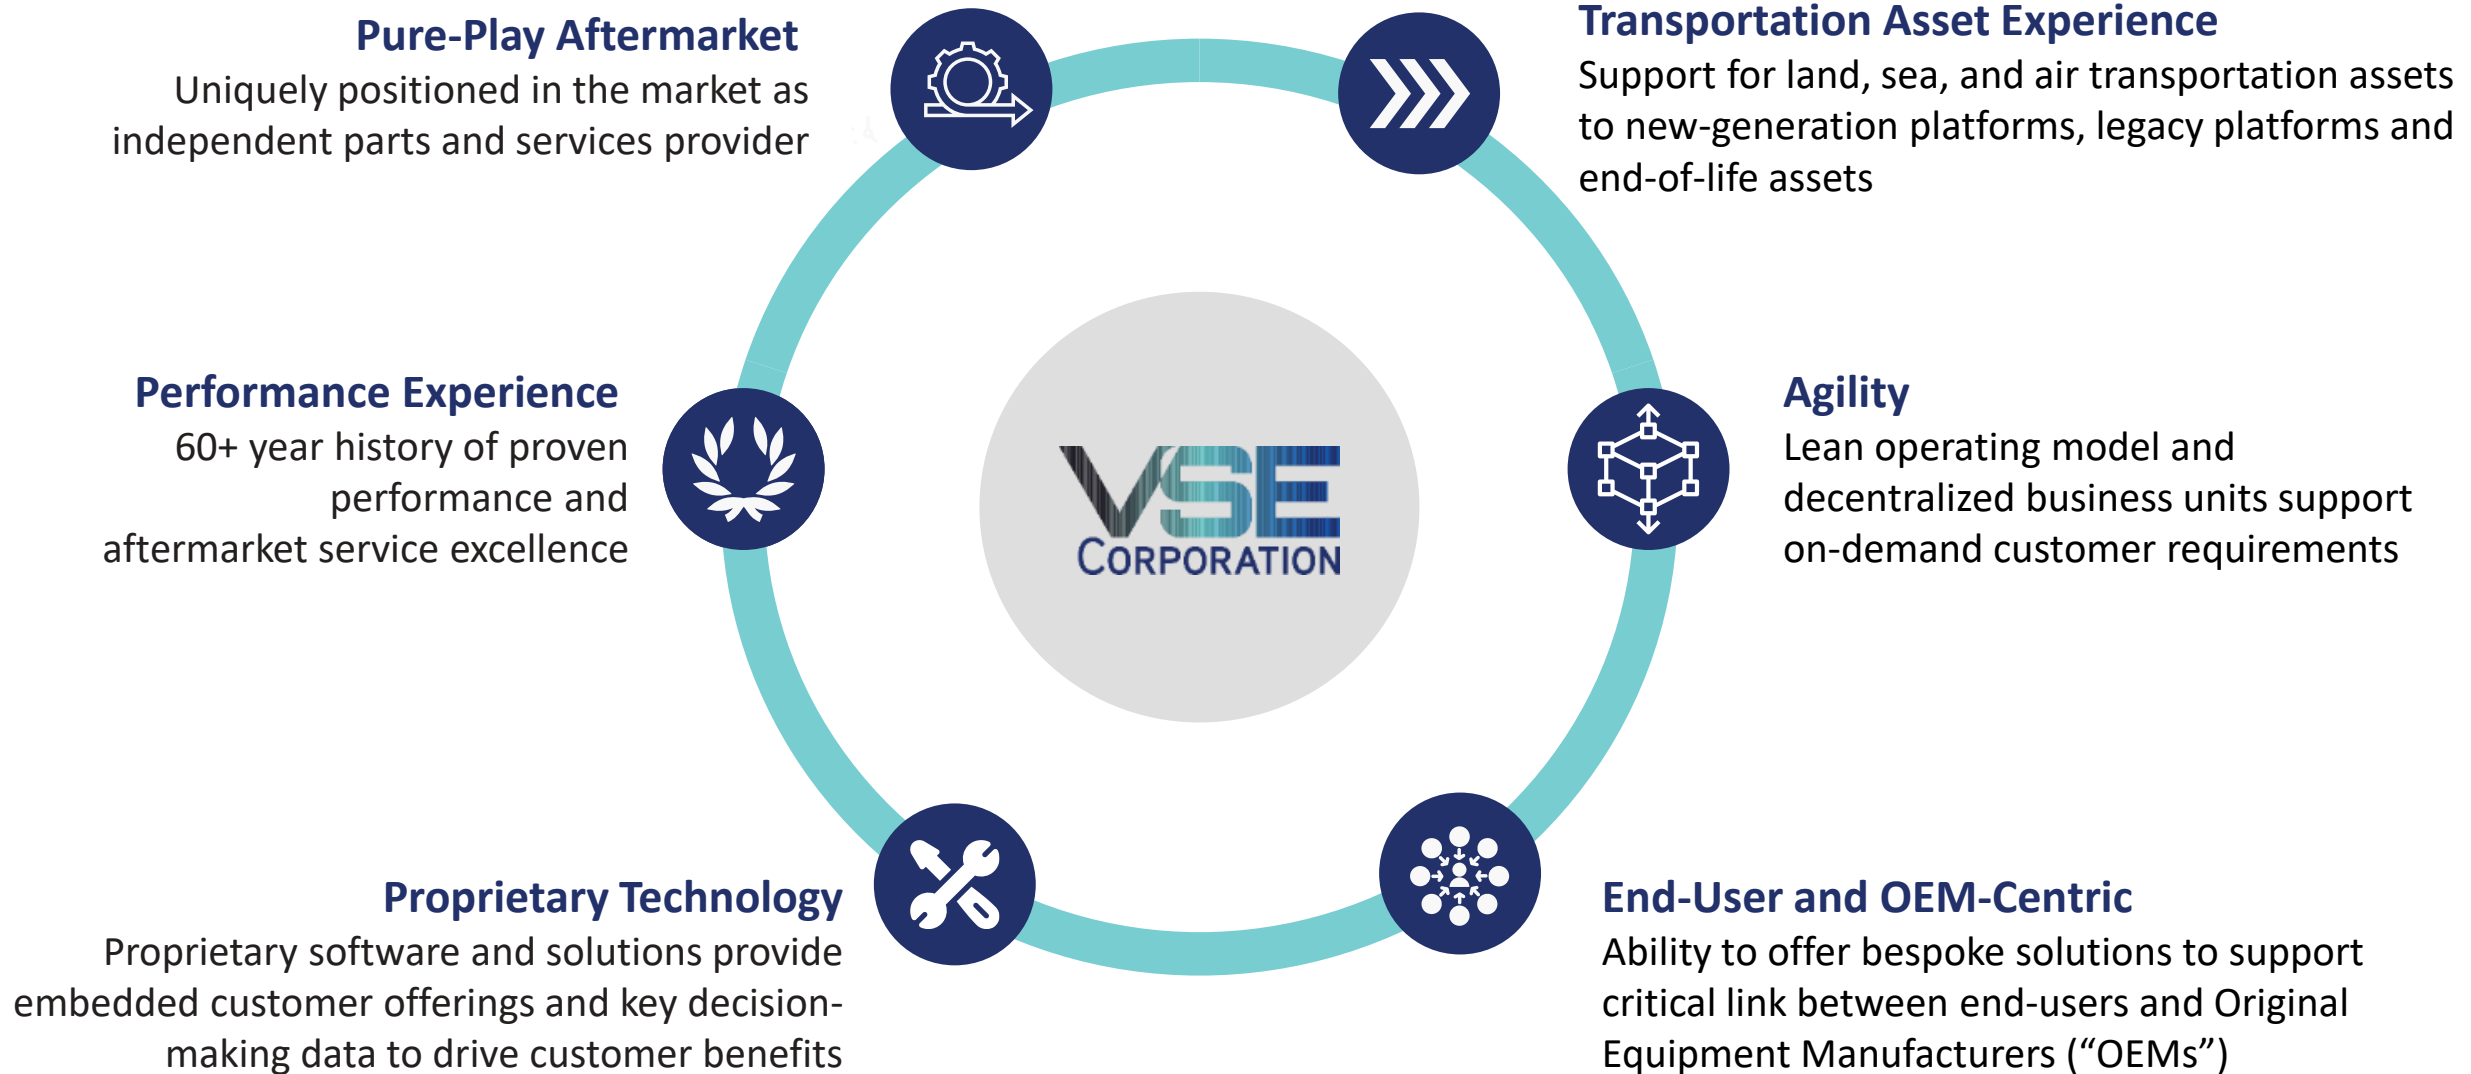 Pure-Play Aftermarket
Uniquely positioned in the market as
independent parts and services provider
Transportation Asset Experience
Support for land, sea, and air transportation assets
to new-generation platforms, legacy platforms and
end-of-life assets
Performance Experience
60+ year history of proven
performance and
aftermarket service excellence
VSE
CORPORATION
Agility
Lean operating model and
decentralized business units support
on-demand customer requirements
Proprietary Technology
Proprietary software and solutions provide
embedded customer offerings and key decision-
making data to drive customer benefits
End-User and OEM-Centric
Ability to offer bespoke solutions to support
critical link between end-users and Original
Equipment Manufacturers (“OEMs”)